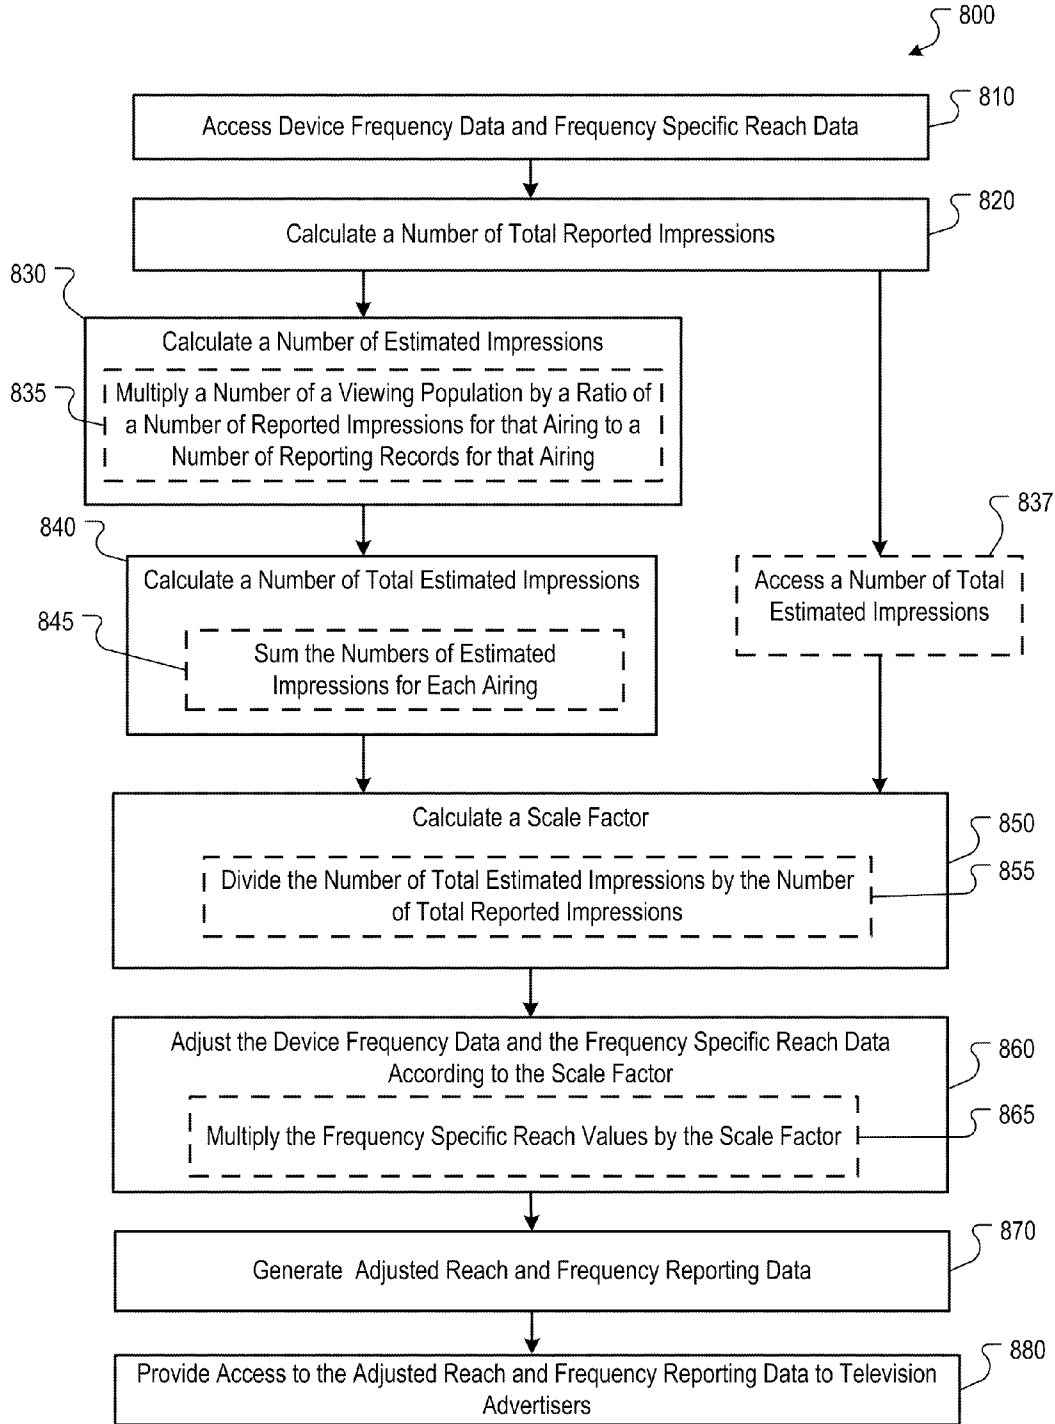 800
810
Access Device Frequency Data and Frequency Specific Reach Data
820
Calculate a Number of Total Reported Impressions
830
Calculate a Number of Estimated Impressions
835
Multiply a Number of a Viewing Population by a Ratio of
a Number of Reported Impressions for that Airing to a
Number of Reporting Records for that Airing
837
Access a Number of Total
Estimated Impressions
840
Calculate a Number of Total Estimated Impressions
845
Sum the Numbers of Estimated
Impressions for Each Airing
Calculate a Scale Factor
850
855
Divide the Number of Total Estimated Impressions by the Number
of Total Reported Impressions
Adjust the Device Frequency Data and the Frequency Specific Reach Data
According to the Scale Factor
860
865
Multiply the Frequency Specific Reach Values by the Scale Factor
870
Generate Adjusted Reach and Frequency Reporting Data
880
Provide Access to the Adjusted Reach and Frequency Reporting Data to Television
Advertisers